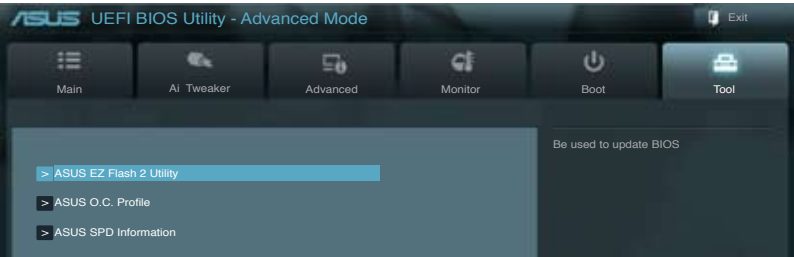 ASUS UEFI BIOS Utility - Advanced Mode
Exit
Main
Ai Tweaker
Advanced
Monitor
Boot
Tool
Be used to update BIOS
> ASUS EZ Flash 2 Utility
> ASUS O.C. Profile
> ASUS SPD Information